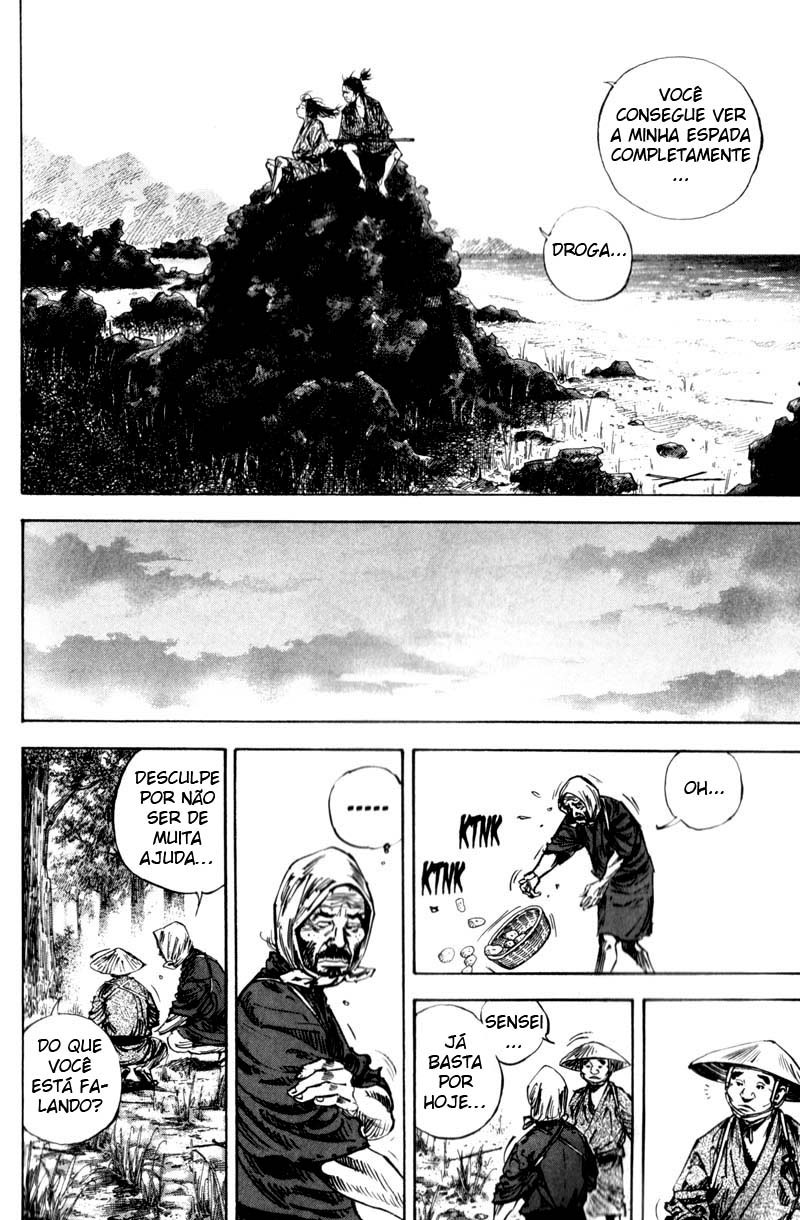 VOCÊ
CONSEGUE VER
A MINHA ESPADA
COMPLETAMENTE
...
DROGA...
OH...
KTNK
KTNK
SENSEI
...
JÁ
BASTA
POR
HOJE...
......
DESCULPE
POR NÃO
SER DE
MUITA
AJUDA...
DO QUE
VOCÊ
ESTÁ FA-
LANDO?